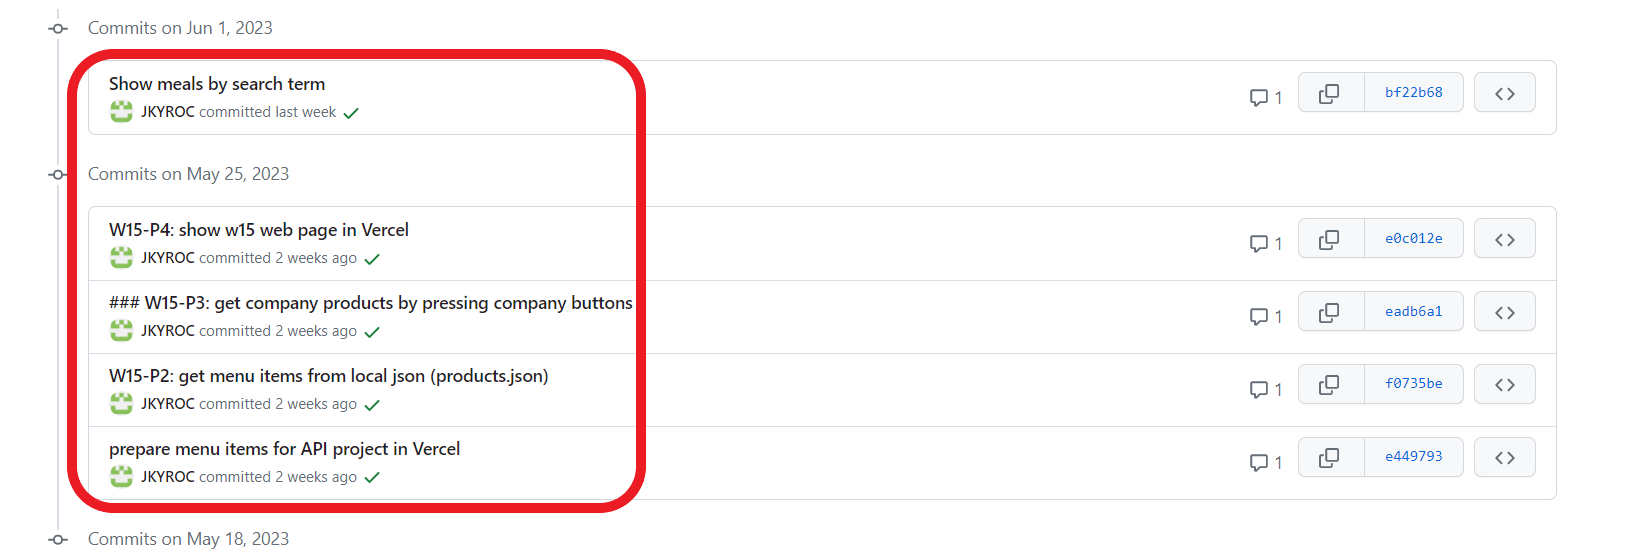 Commits on Jun 1, 2023
Show meals by search term
JKYROC committed last week
1
bf22b68
Commits on May 25, 2023
W15-P4: show w15 web page in Vercel
JKYROC committed 2 weeks ago
1
e0c012e
### W15-P3: get company products by pressing company buttons
JKYROC committed 2 weeks ago
1
eadb6a1
W15-P2: get menu items from local json (products.json)
JKYROC committed 2 weeks ago
1
f0735be
prepare menu items for API project in Vercel
JKYROC committed 2 weeks ago
1
e449793
Commits on May 18, 2023